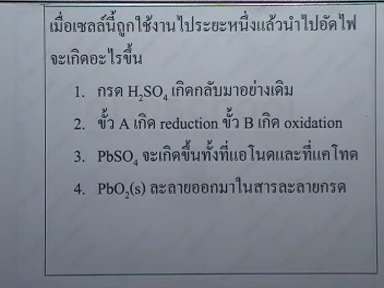 เมื่อเซลล์นี้ถูกใช้งานไประยะหนึ่งแล้วนำไปอัดไฟ
จะเกิดอะไรขึ้น
1. กรด H₂SO₄ เกิดกลับมาอย่างเดิม
2. ขั้ว A เกิด reduction ขั้ว B เกิด oxidation
3. PbSO₄ จะเกิดขึ้นทั้งที่แอโนดและที่แคโทด
4. PbO₂(s) ละลายออกมาในสารละลายกรด